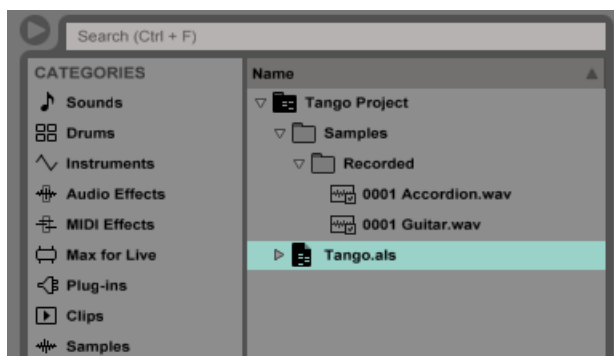 Search (Ctrl + F)
CATEGORIES
Sounds
Drums
Instruments
Audio Effects
MIDI Effects
Max for Live
Plug-ins
Clips
Samples
Name
Tango Project
Samples
Recorded
0001 Accordion.wav
0001 Guitar.wav
Tango.als